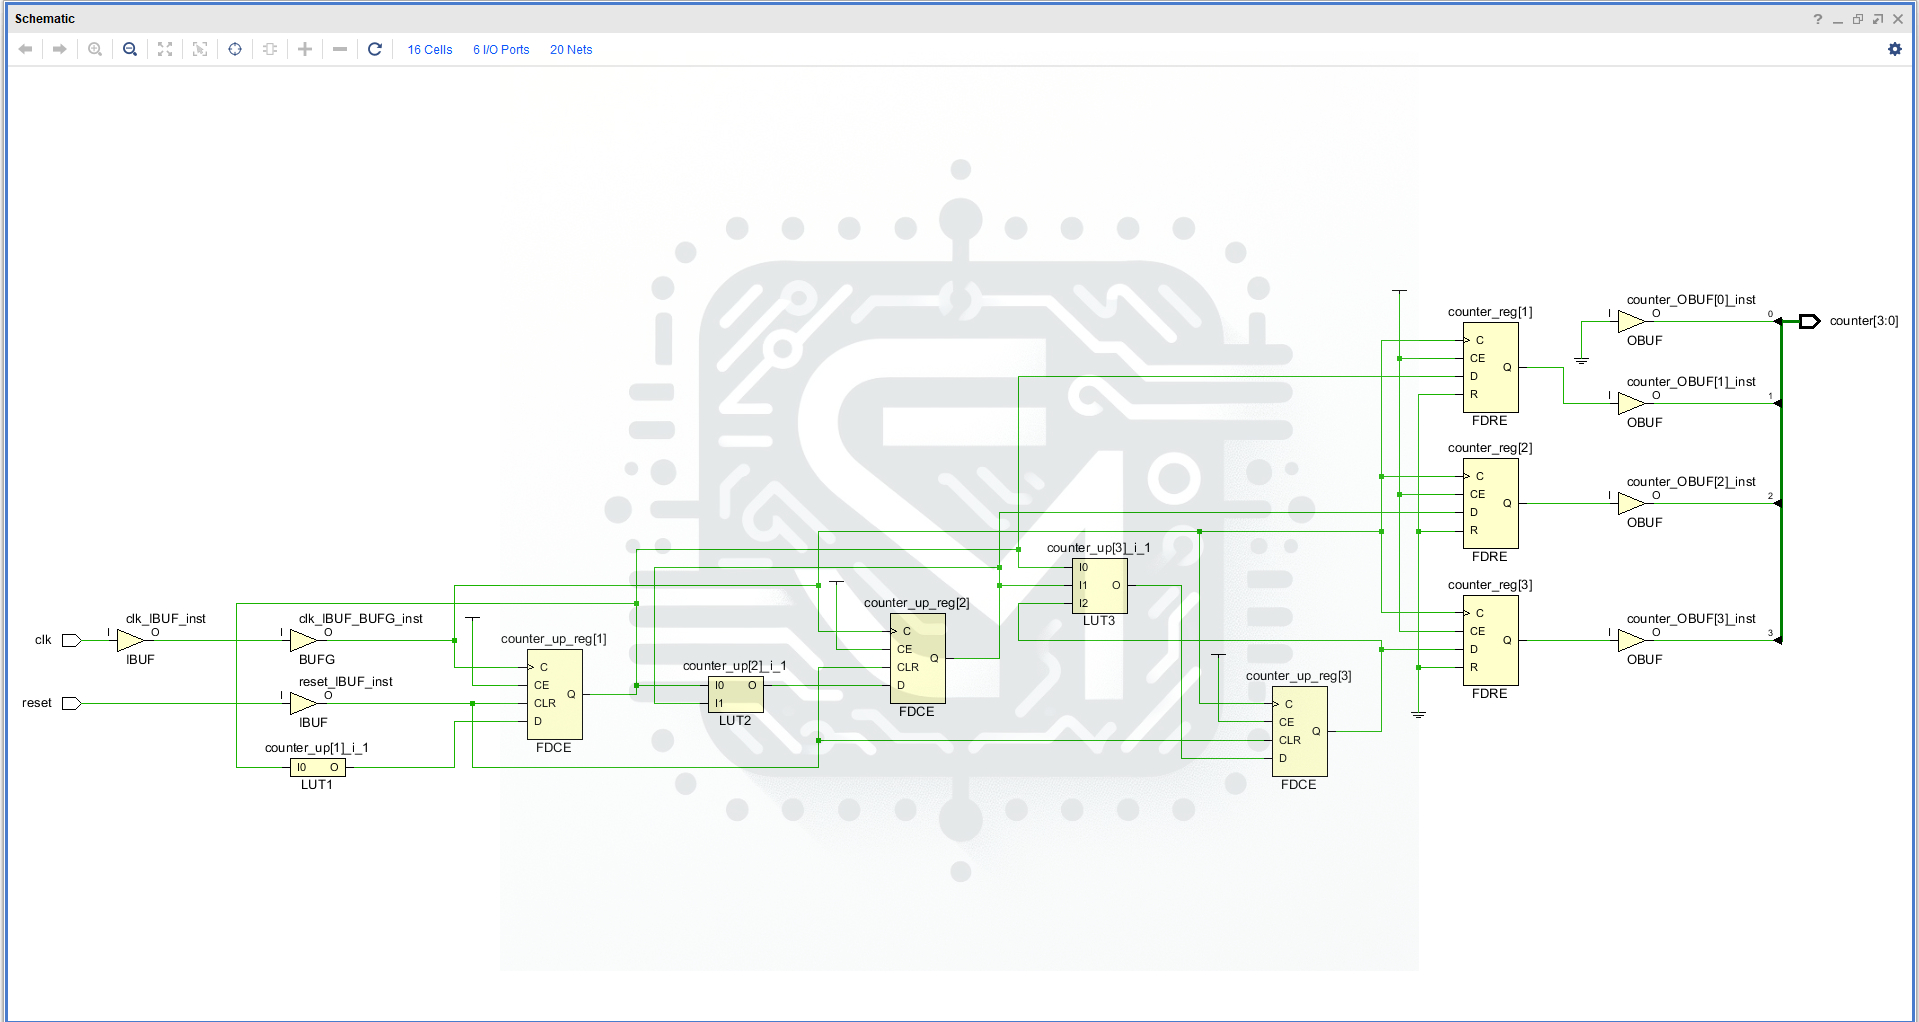 Schematic
16 Cells 6 I/O Ports 20 Nets
clk
clk_IBUF_inst
I O
IBUF
clk_IBUF_BUFG_inst
I O
BUFG
reset
reset_IBUF_inst
I O
IBUF
counter_up[1]_i_1
I0 O
LUT1
counter_up_reg[1]
C
CE
CLR
D
Q
FDCE
counter_up[2]_i_1
I0 O
I1
LUT2
counter_up_reg[2]
C
CE
CLR
D
Q
FDCE
counter_up[3]_i_1
I0
I1 O
I2
LUT3
counter_up_reg[3]
C
CE
CLR
D
Q
FDCE
counter_reg[1]
C
CE
D
R
Q
FDRE
counter_reg[2]
C
CE
D
R
Q
FDRE
counter_reg[3]
C
CE
D
R
Q
FDRE
counter_OBUF[0]_inst
I O 0
OBUF
counter_OBUF[1]_inst
I O 1
OBUF
counter_OBUF[2]_inst
I O 2
OBUF
counter_OBUF[3]_inst
I O 3
OBUF
counter[3:0]